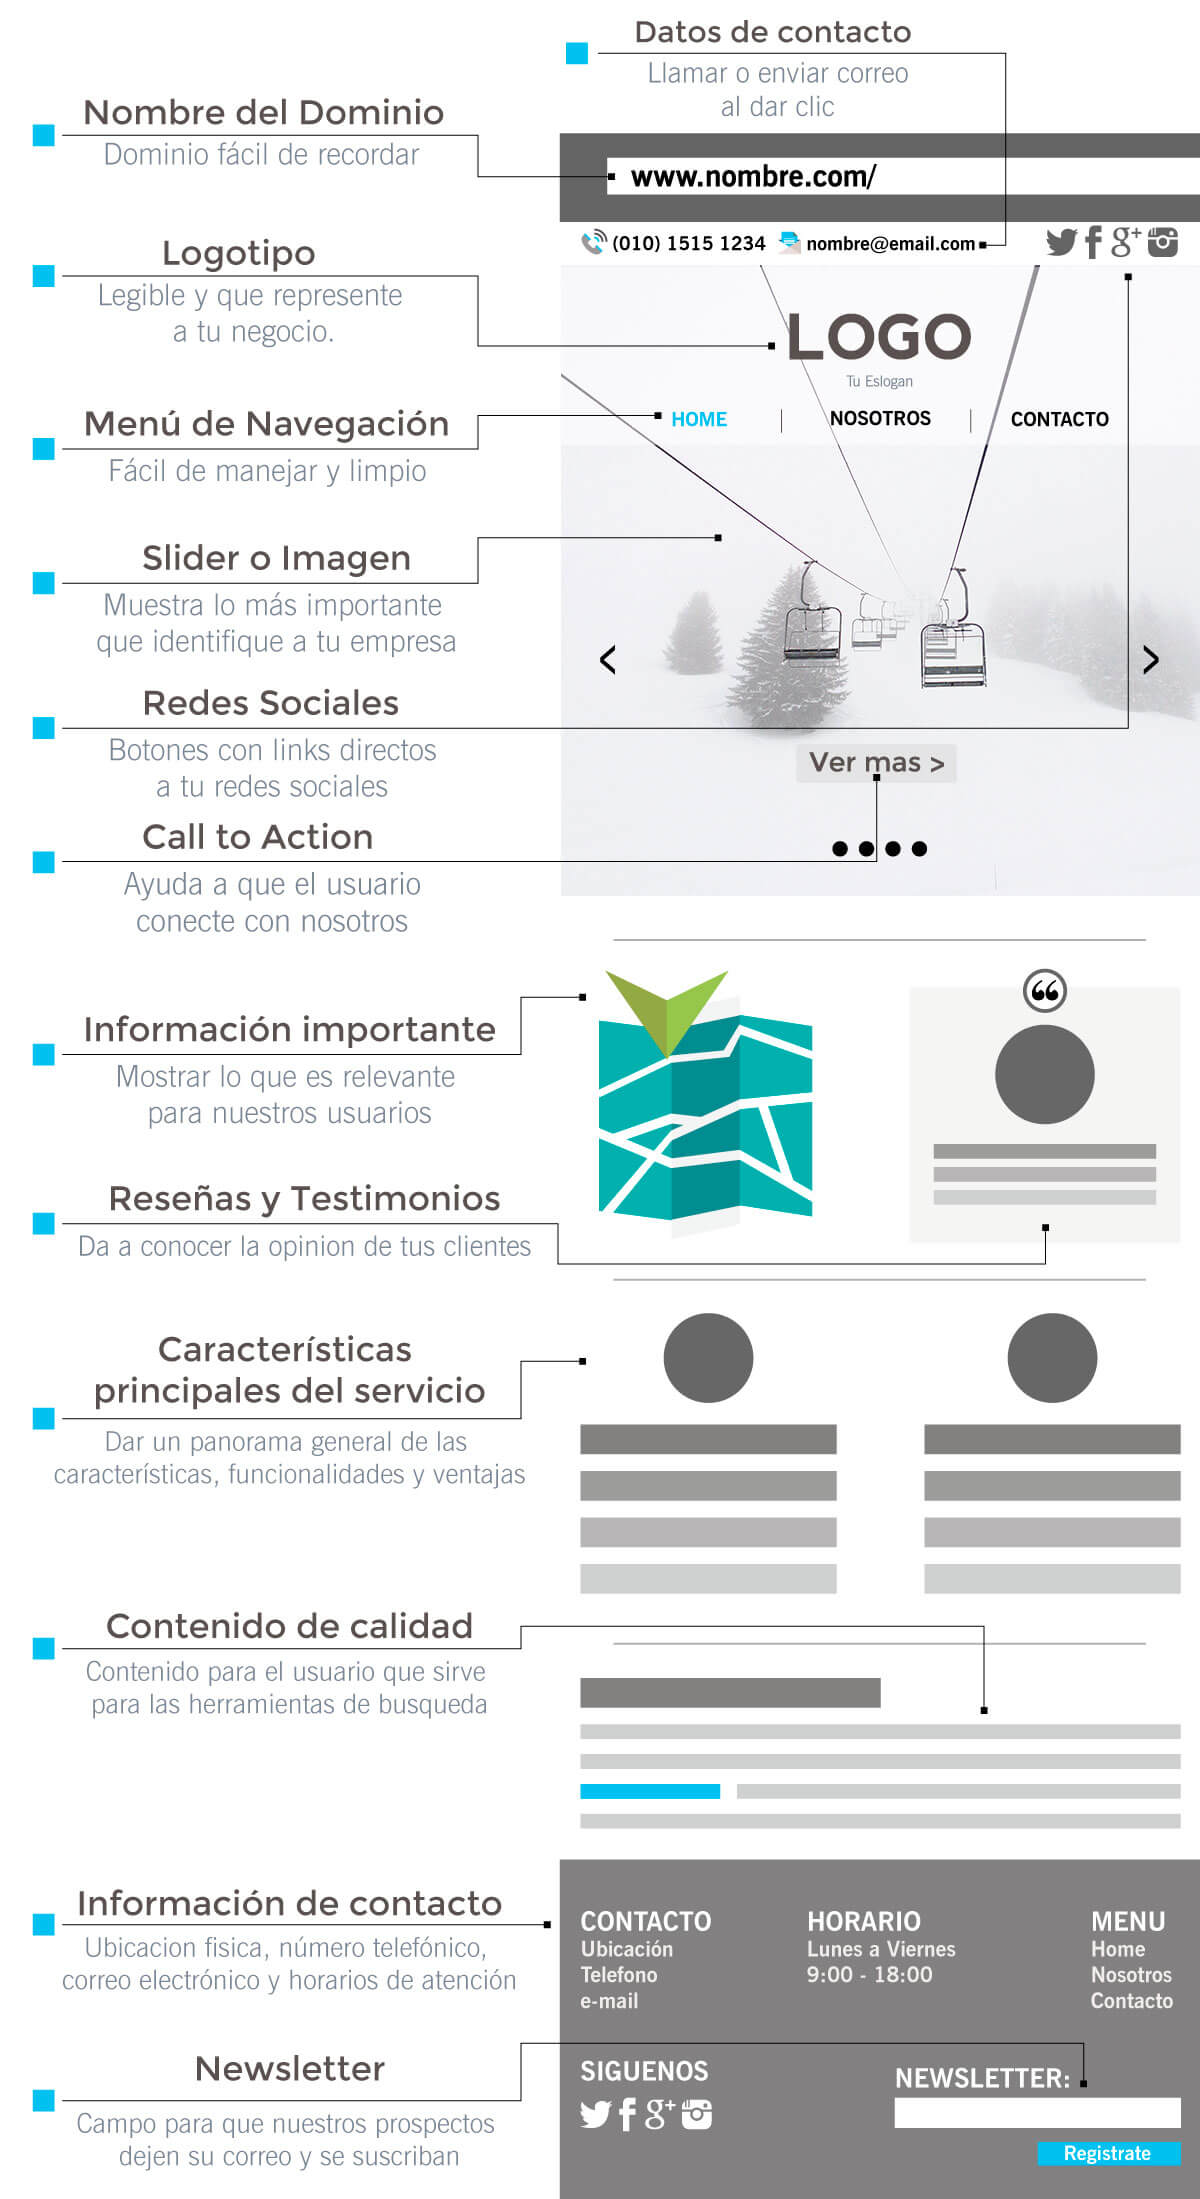 Datos de contacto
Llamar o enviar correo
al dar clic
Nombre del Dominio
Dominio fácil de recordar
www.nombre.com/
(010) 1515 1234 nombre@email.com
Logotipo
Legible y que represente
a tu negocio.
LOGO
Tu Eslogan
Menú de Navegación
Fácil de manejar y limpio
HOME | NOSOTROS | CONTACTO
Slider o Imagen
Muestra lo más importante
que identifique a tu empresa
< >
Redes Sociales
Botones con links directos
a tu redes sociales
Ver mas >
Call to Action
Ayuda a que el usuario
conecte con nosotros
Información importante
Mostrar lo que es relevante
para nuestros usuarios
Reseñas y Testimonios
Da a conocer la opinion de tus clientes
Características
principales del servicio
Dar un panorama general de las
características, funcionalidades y ventajas
Contenido de calidad
Contenido para el usuario que sirve
para las herramientas de busqueda
Información de contacto
Ubicacion fisica, número telefónico,
correo electrónico y horarios de atención
CONTACTO
Ubicación
Telefono
e-mail
HORARIO
Lunes a Viernes
9:00 - 18:00
MENU
Home
Nosotros
Contacto
Newsletter
Campo para que nuestros prospectos
dejen su correo y se suscriban
SIGUENOS
NEWSLETTER:
Registrate